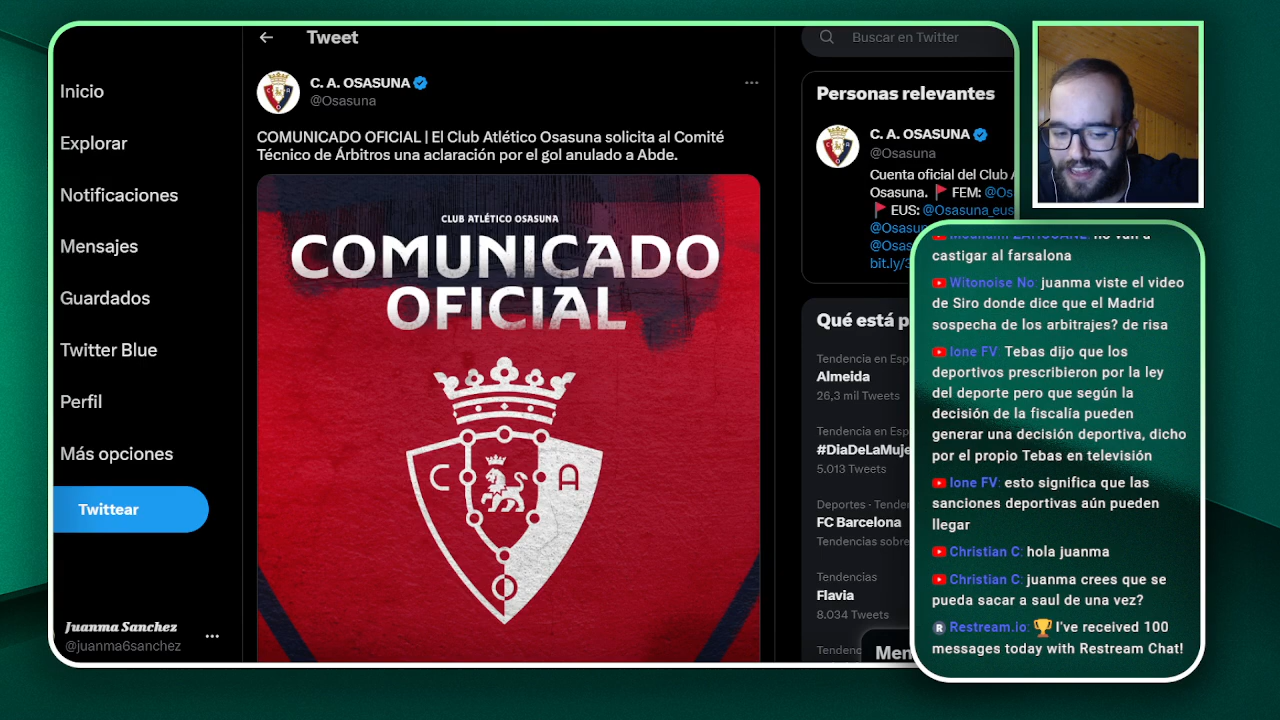 Inicio
Explorar
Notificaciones
Mensajes
Guardados
Twitter Blue
Perfil
Más opciones
Twittear
Juanma Sanchez
@juanma6sanchez
Tweet
C. A. OSASUNA
@Osasuna
COMUNICADO OFICIAL | El Club Atlético Osasuna solicita al Comité
Técnico de Árbitros una aclaración por el gol anulado a Abde.
CLUB ATLÉTICO OSASUNA
COMUNICADO
OFICIAL
C A
O
Buscar en Twitter
Personas relevantes
C. A. OSASUNA
@Osasuna
Cuenta oficial del Club A
Osasuna. FEM: @Os
EUS: @Osasuna_eus
@Osasu
@Osasu
bit.ly/3
Qué está p
Tendencia en Esp
Almeida
26,3 mil Tweets
Tendencia en Esp
#DiaDeLaMuje
5.013 Tweets
Deportes · Tender
FC Barcelona
Tendencias sobre
Tendencias
Flavia
8.034 Tweets
Tendenc
Men
castigar al farsalona
Witonoise No: juanma viste el video
de Siro donde dice que el Madrid
sospecha de los arbitrajes? de risa
Ione FV: Tebas dijo que los
deportivos prescribieron por la ley
del deporte pero que según la
decisión de la fiscalía pueden
generar una decisión deportiva, dicho
por el propio Tebas en televisión
Ione FV: esto significa que las
sanciones deportivas aún pueden
llegar
Christian C: hola juanma
Christian C: juanma crees que se
pueda sacar a saul de una vez?
R Restream.io: 🏆 I've received 100
messages today with Restream Chat!